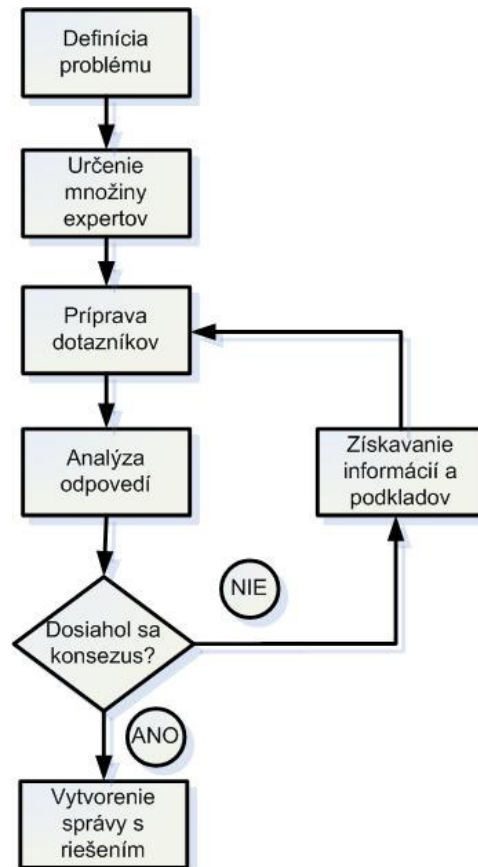 Definícia
problému
Určenie
množiny
expertov
Príprava
dotazníkov
Analýza
odpovedí
Získavanie
informácií a
podkladov
NIE
Dosiahol sa
konsezus?
ANO
Vytvorenie
správy s
riešením